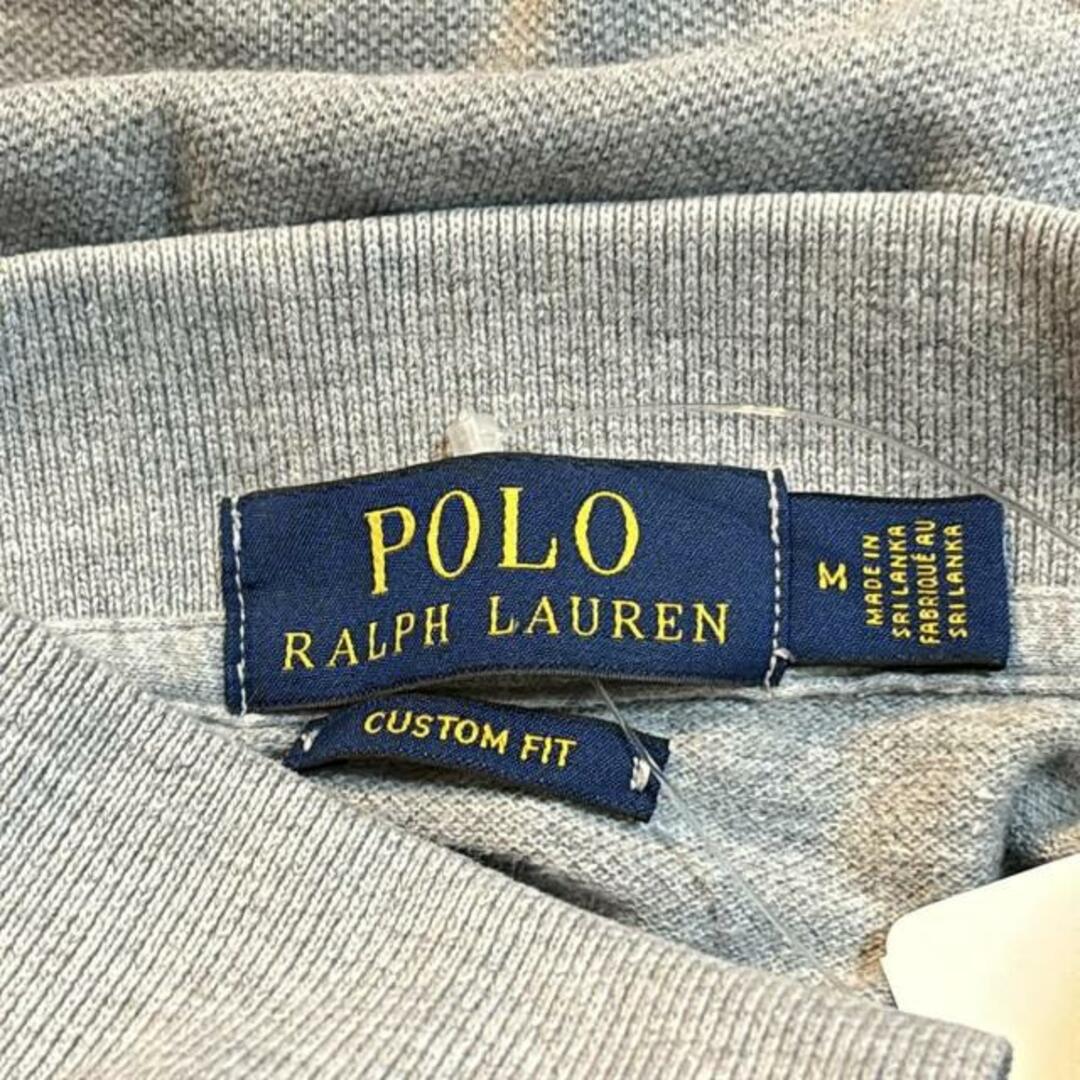 POLO
RALPH LAUREN
CUSTOM FIT
M
MADE IN
SRI LANKA
FABRIQUÉ AU
SRI LANKA